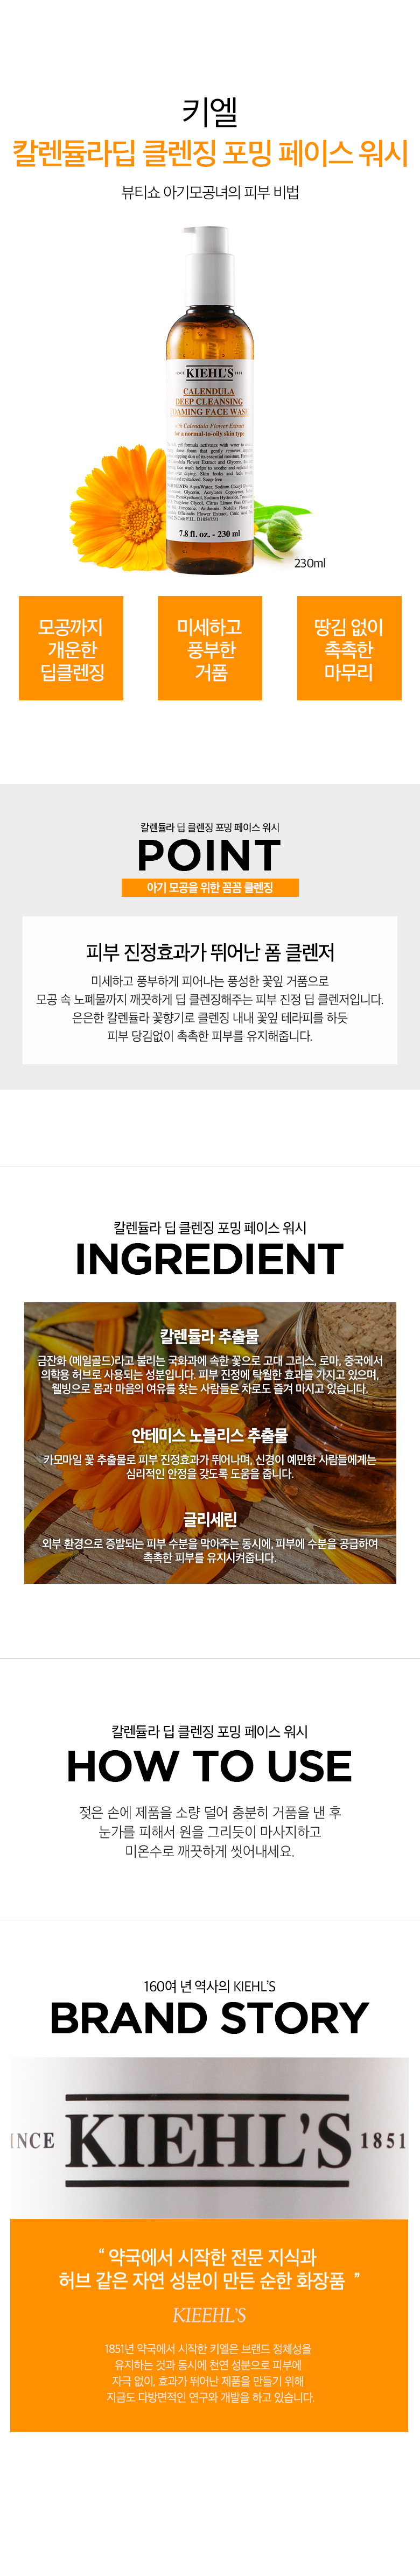 키엘
칼렌듈라딥 클렌징 포밍 페이스 워시
뷰티쇼 아기모공녀의 피부 비법
SINCE KIEHL'S 1851
CALENDULA
DEEP CLEANSING
FOAMING FACE WASH
with Calendula Flower Extract
for a normal-to-oily skin type
7.8 fl. oz. - 230 ml
230ml
모공까지
개운한
딥클렌징
미세하고
풍부한
거품
땅김 없이
촉촉한
마무리
칼렌듈라 딥 클렌징 포밍 페이스 워시
POINT
아기 모공을 위한 꼼꼼 클렌징
피부 진정효과가 뛰어난 폼 클렌저
미세하고 풍부하게 피어나는 풍성한 꽃잎 거품으로
모공 속 노폐물까지 깨끗하게 딥 클렌징해주는 피부 진정 딥 클렌저입니다.
은은한 칼렌듈라 꽃향기로 클렌징 내내 꽃잎 테라피를 하듯
피부 당김없이 촉촉한 피부를 유지해줍니다.
칼렌듈라 딥 클렌징 포밍 페이스 워시
INGREDIENT
칼렌듈라 추출물
금잔화 (메일골드)라고 불리는 국화과에 속한 꽃으로 고대 그리스, 로마, 중국에서
의학용 허브로 사용되는 성분입니다. 피부 진정에 탁월한 효과를 가지고 있으며,
웰빙으로 몸과 마음의 여유를 찾는 사람들은 차로도 즐겨 마시고 있습니다.
안테미스 노블리스 추출물
카모마일 꽃 추출물로 피부 진정효과가 뛰어나며, 신경이 예민한 사람들에게는
심리적인 안정을 갖도록 도움을 줍니다.
글리세린
외부 환경으로 증발되는 피부 수분을 막아주는 동시에, 피부에 수분을 공급하여
촉촉한 피부를 유지시켜줍니다.
칼렌듈라 딥 클렌징 포밍 페이스 워시
HOW TO USE
젖은 손에 제품을 소량 덜어 충분히 거품을 낸 후
눈가를 피해서 원을 그리듯이 마사지하고
미온수로 깨끗하게 씻어내세요.
160여 년 역사의 KIEHL'S
BRAND STORY
INCE KIEHL'S 1851
“ 약국에서 시작한 전문 지식과
허브 같은 자연 성분이 만든 순한 화장품 ”
KIEEHL'S
1851년 약국에서 시작한 키엘은 브랜드 정체성을
유지하는 것과 동시에 천연 성분으로 피부에
자극 없이, 효과가 뛰어난 제품을 만들기 위해
지금도 다방면적인 연구와 개발을 하고 있습니다.